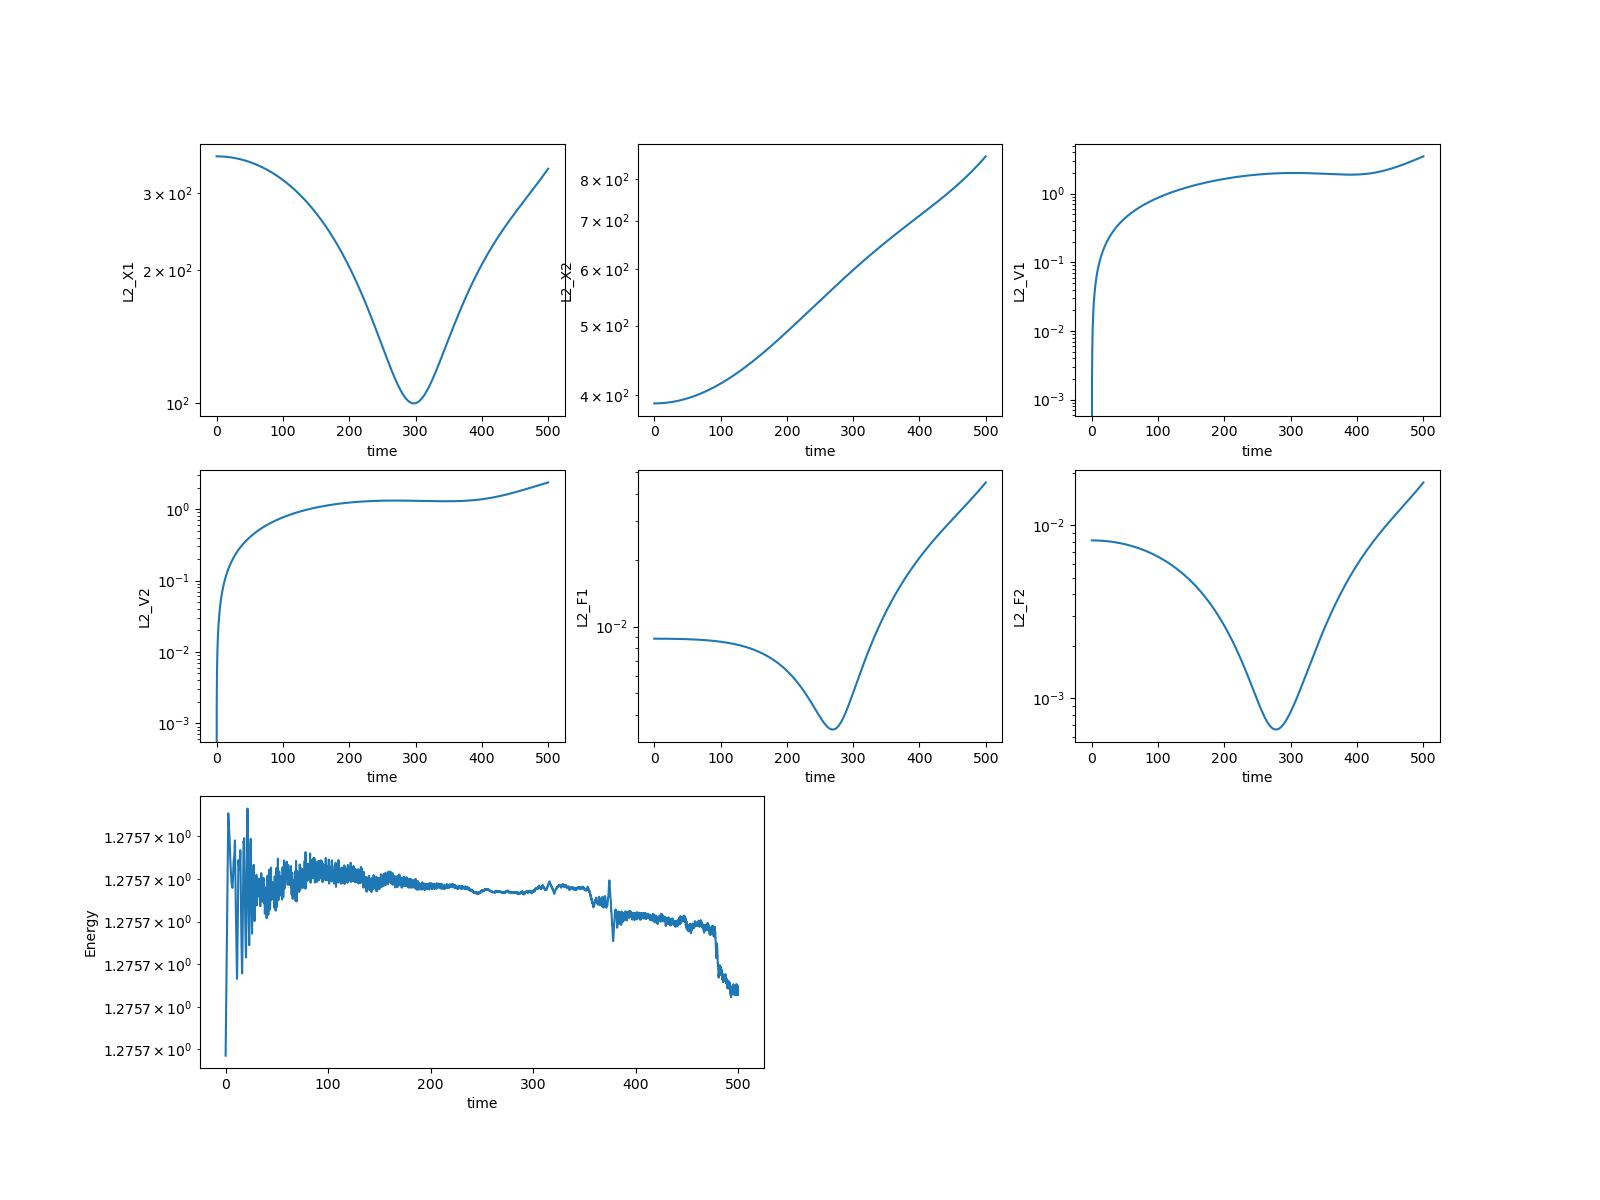 3 × 10²
2 × 10²
10²
L2_X1
0 100 200 300 400 500
time
8 × 10²
7 × 10²
6 × 10²
5 × 10²
4 × 10²
L2_X2
0 100 200 300 400 500
time
10⁰
10⁻¹
10⁻²
10⁻³
L2_V1
0 100 200 300 400 500
time
10⁰
10⁻¹
10⁻²
10⁻³
L2_V2
0 100 200 300 400 500
time
10⁻²
L2_F1
0 100 200 300 400 500
time
10⁻²
10⁻³
L2_F2
0 100 200 300 400 500
time
1.2757 × 10⁰
1.2757 × 10⁰
1.2757 × 10⁰
1.2757 × 10⁰
1.2757 × 10⁰
1.2757 × 10⁰
Energy
0 100 200 300 400 500
time